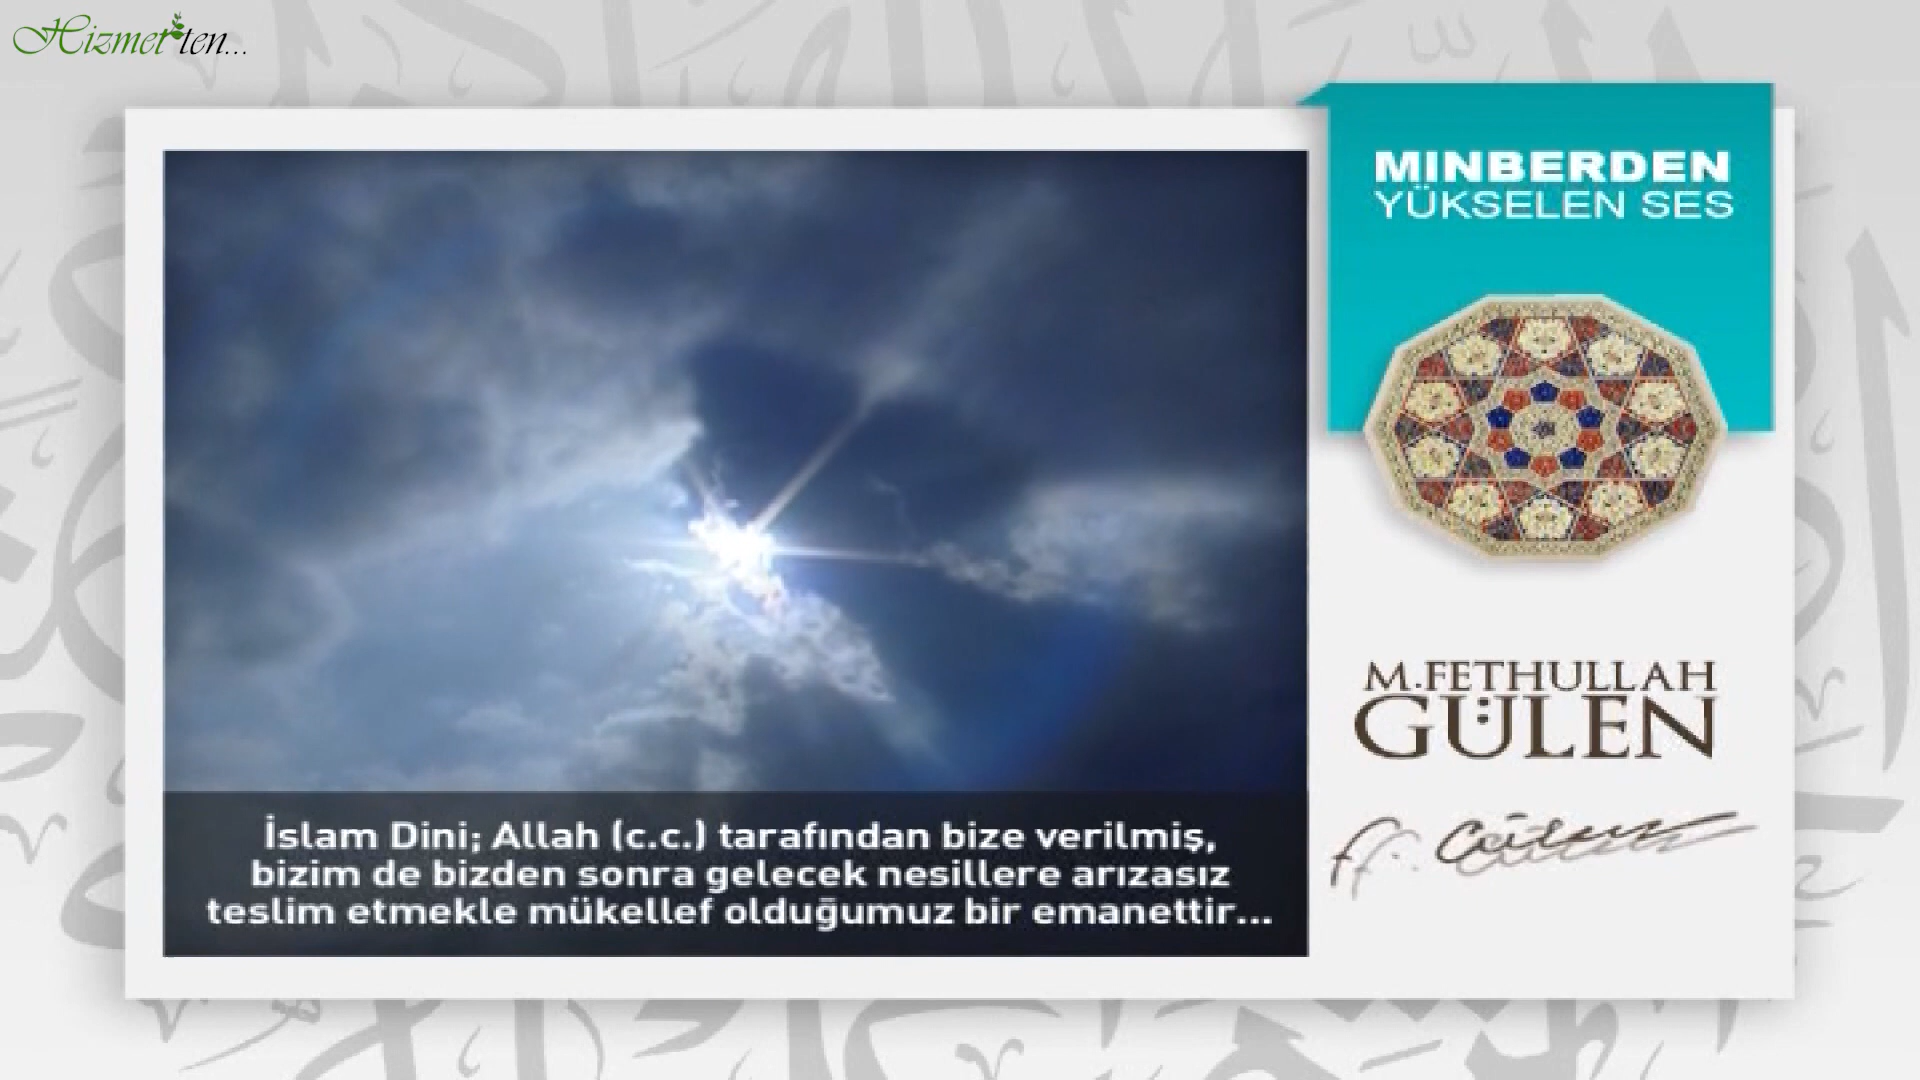 Hizmet'ten...
MINBERDEN
YÜKSELEN SES
M.FETHULLAH
GÜLEN
İslam Dini; Allah (c.c.) tarafından bize verilmiş,
bizim de bizden sonra gelecek nesillere arızasız
teslim etmekle mükellef olduğumuz bir emanettir...